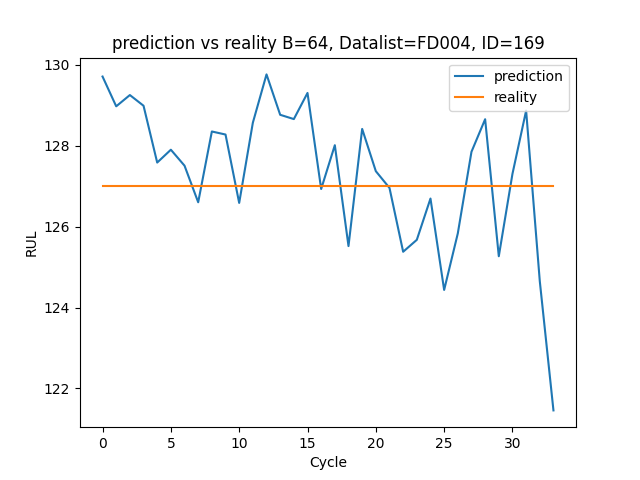 prediction vs reality B=64, Datalist=FD004, ID=169
prediction
reality
130
128
126
124
122
RUL
0 5 10 15 20 25 30
Cycle